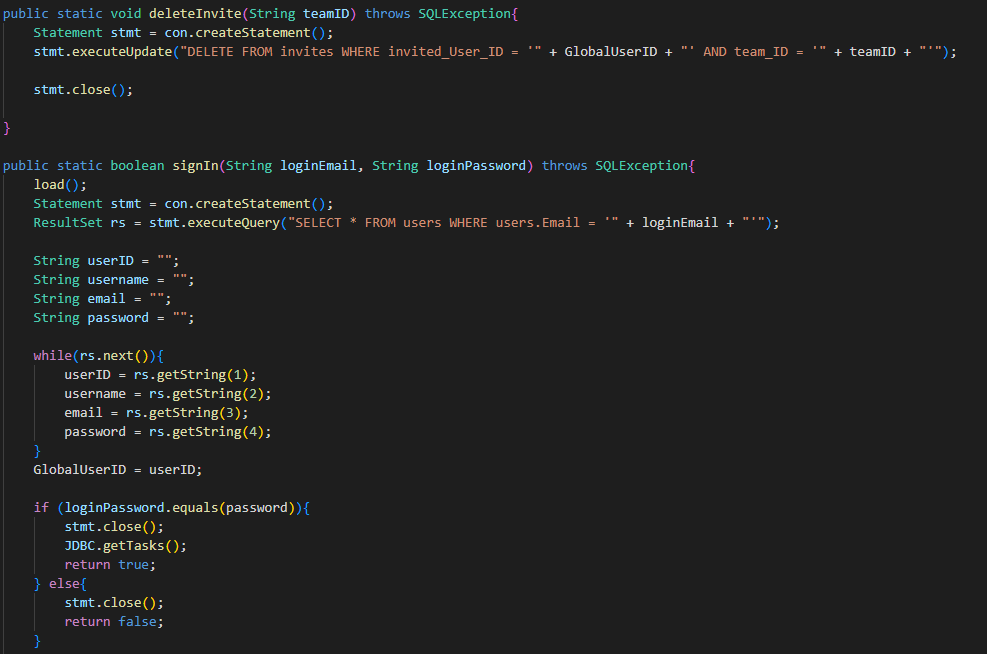 public static void deleteInvite(String teamID) throws SQLException{
    Statement stmt = con.createStatement();
    stmt.executeUpdate("DELETE FROM invites WHERE invited_User_ID = '" + GlobalUserID + "' AND team_ID = '" + teamID + "'");
    stmt.close();
}
public static boolean signIn(String loginEmail, String loginPassword) throws SQLException{
    load();
    Statement stmt = con.createStatement();
    ResultSet rs = stmt.executeQuery("SELECT * FROM users WHERE users.Email = '" + loginEmail + "'");
    String userID = "";
    String username = "";
    String email = "";
    String password = "";
    while(rs.next()){
        userID = rs.getString(1);
        username = rs.getString(2);
        email = rs.getString(3);
        password = rs.getString(4);
    }
    GlobalUserID = userID;
    if (loginPassword.equals(password)){
        stmt.close();
        JDBC.getTasks();
        return true;
    } else{
        stmt.close();
        return false;
    }